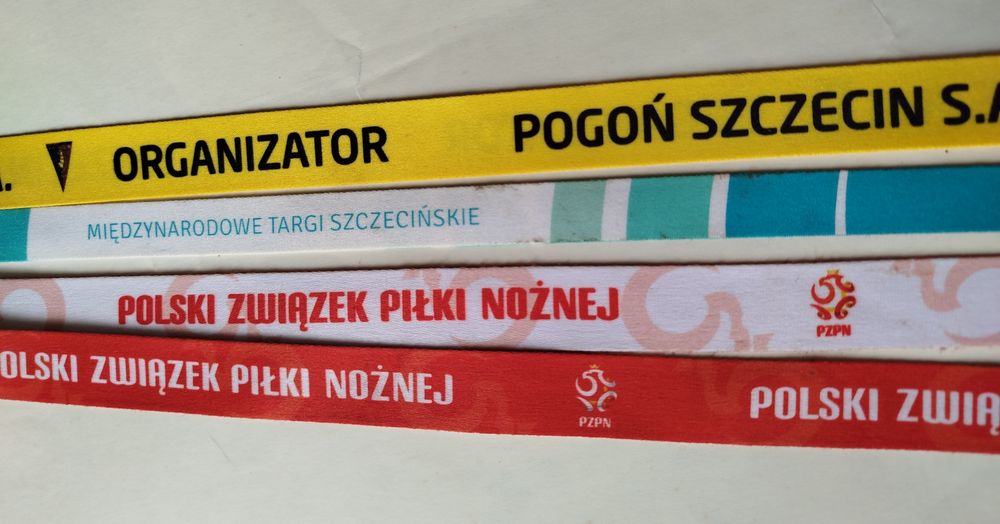 ORGANIZATOR POGOŃ SZCZECIN S.A
MIĘDZYNARODOWE TARGI SZCZECIŃSKIE
POLSKI ZWIĄZEK PIŁKI NOŻNEJ PZPN
OLSKI ZWIĄZEK PIŁKI NOŻNEJ PZPN POLSKI ZWIĄ